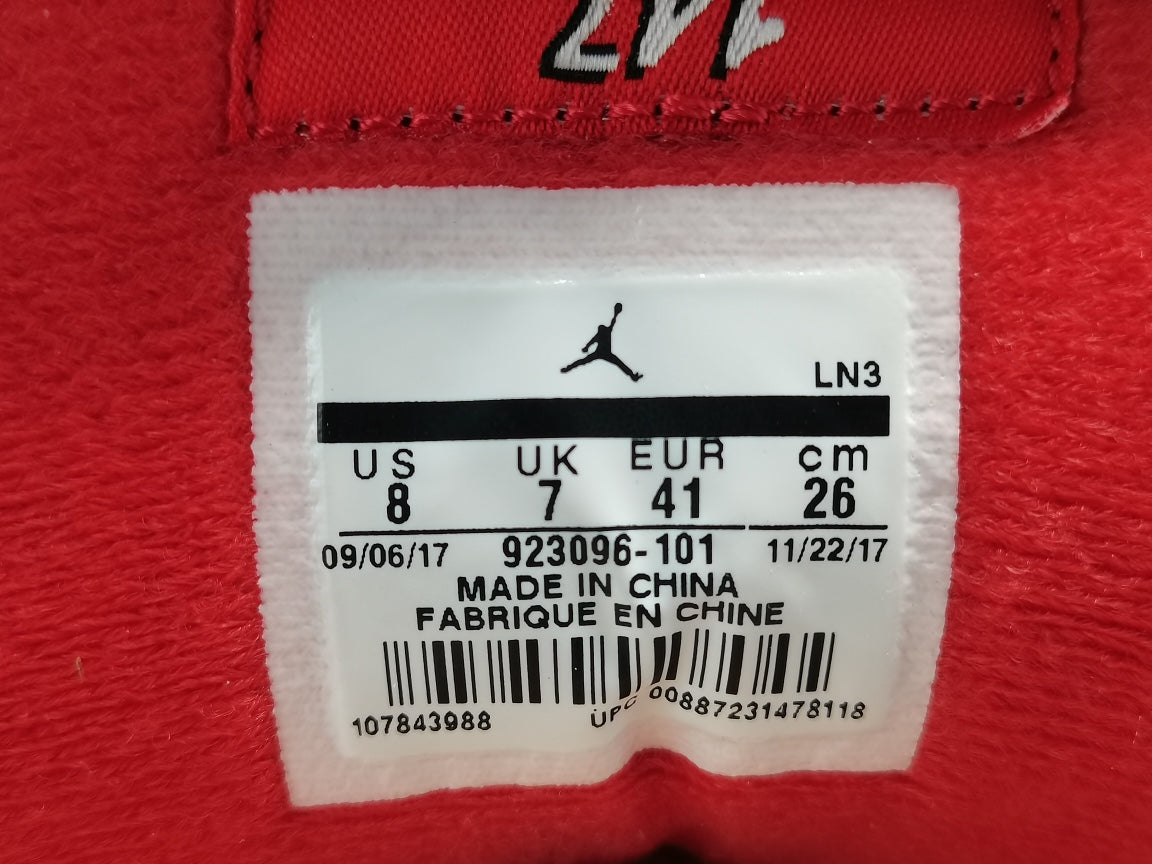 147
LN3
US UK EUR cm
8 7 41 26
09/06/17 923096-101 11/22/17
MADE IN CHINA
FABRIQUE EN CHINE
107843988 UPC 00887231478118